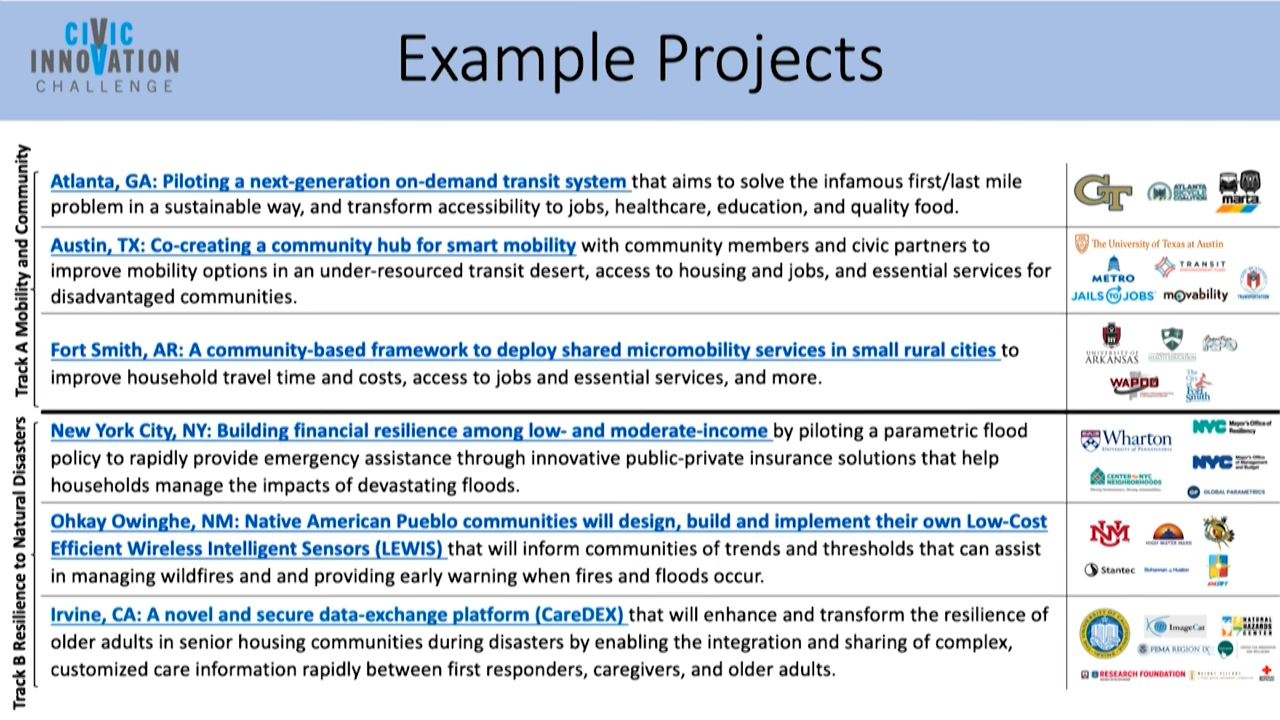 CIVIC
INNOVATION
CHALLENGE
Example Projects
Track A Mobility and Community
Atlanta, GA: Piloting a next-generation on-demand transit system that aims to solve the infamous first/last mile
problem in a sustainable way, and transform accessibility to jobs, healthcare, education, and quality food.
GT
ATLANTA
BICYCLE
COALITION
marta
Austin, TX: Co-creating a community hub for smart mobility with community members and civic partners to
improve mobility options in an under-resourced transit desert, access to housing and jobs, and essential services for
disadvantaged communities.
The University of Texas at Austin
METRO
TRANSIT
JAILS TO JOBS
movability
Fort Smith, AR: A community-based framework to deploy shared micromobility services in small rural cities to
improve household travel time and costs, access to jobs and essential services, and more.
UNIVERSITY OF
ARKANSAS
WAPDD
Fort
Smith
Track B Resilience to Natural Disasters
New York City, NY: Building financial resilience among low- and moderate-income by piloting a parametric flood
policy to rapidly provide emergency assistance through innovative public-private insurance solutions that help
households manage the impacts of devastating floods.
Wharton
UNIVERSITY of PENNSYLVANIA
NYC Mayor's Office of
Resiliency
NYC Mayor's Office
of Management
and Budget
CENTER FOR NYC
NEIGHBORHOODS
GP GLOBAL PARAMETRICS
Ohkay Owinghe, NM: Native American Pueblo communities will design, build and implement their own Low-Cost
Efficient Wireless Intelligent Sensors (LEWIS) that will inform communities of trends and thresholds that can assist
in managing wildfires and and providing early warning when fires and floods occur.
NM
HIGH WATER MARK
Stantec
Irvine, CA: A novel and secure data-exchange platform (CareDEX) that will enhance and transform the resilience of
older adults in senior housing communities during disasters by enabling the integration and sharing of complex,
customized care information rapidly between first responders, caregivers, and older adults.
ImageCat
NATURAL
HAZARDS
CENTER
FEMA REGION IX
RESEARCH FOUNDATION